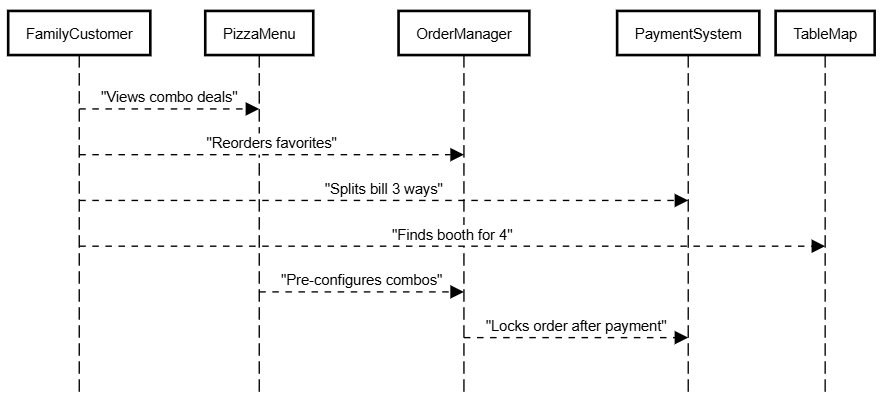 FamilyCustomer PizzaMenu OrderManager PaymentSystem TableMap
"Views combo deals"
"Reorders favorites"
"Splits bill 3 ways"
"Finds booth for 4"
"Pre-configures combos"
"Locks order after payment"